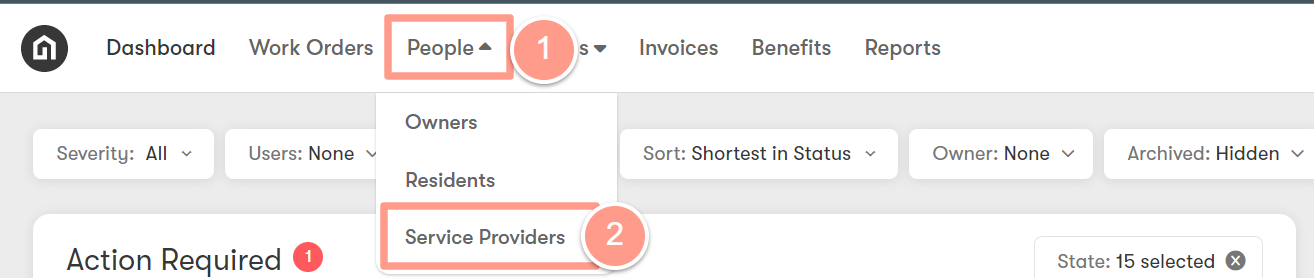 Dashboard Work Orders People 1 s Invoices Benefits Reports
Owners
Severity: All Users: None Sort: Shortest in Status Owner: None Archived: Hidden
Residents
Service Providers 2
Action Required 1 State: 15 selected